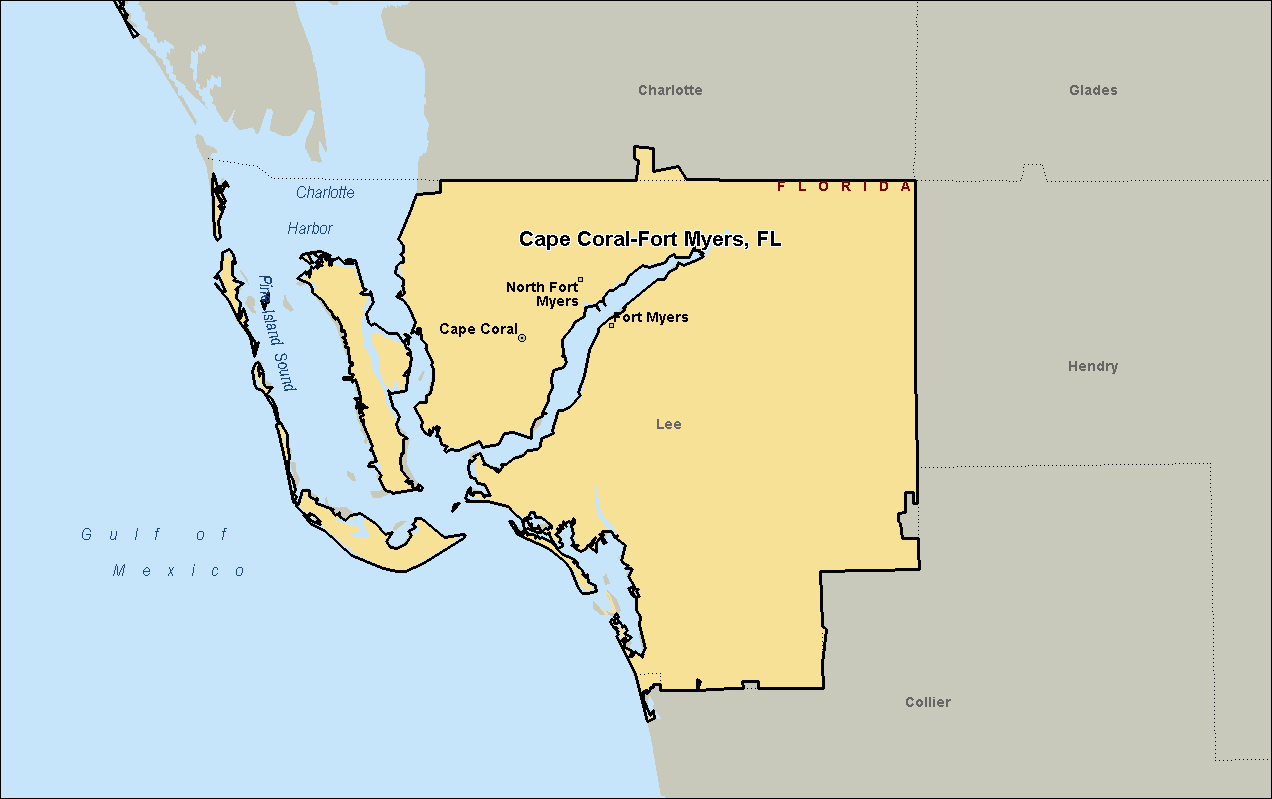 Charlotte
Glades
FLORIDA
Charlotte
Harbor
Cape Coral-Fort Myers, FL
Pine Island Sound
North Fort
Myers
Fort Myers
Cape Coral
Hendry
Lee
Gulf of
Mexico
Collier